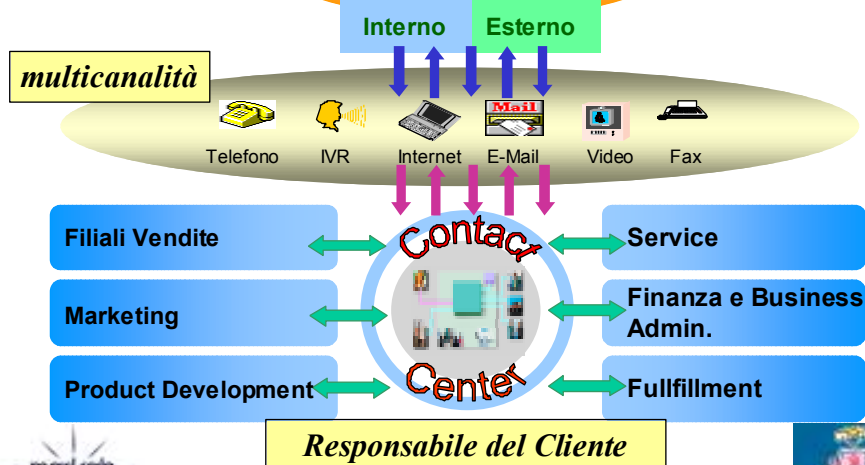 Interno Esterno
multicanalità
Mail
Telefono IVR Internet E-Mail Video Fax
Contact
Filiali Vendite
Service
Marketing
Finanza e Business
Admin.
Product Development
Fullfillment
Center
Responsabile del Cliente